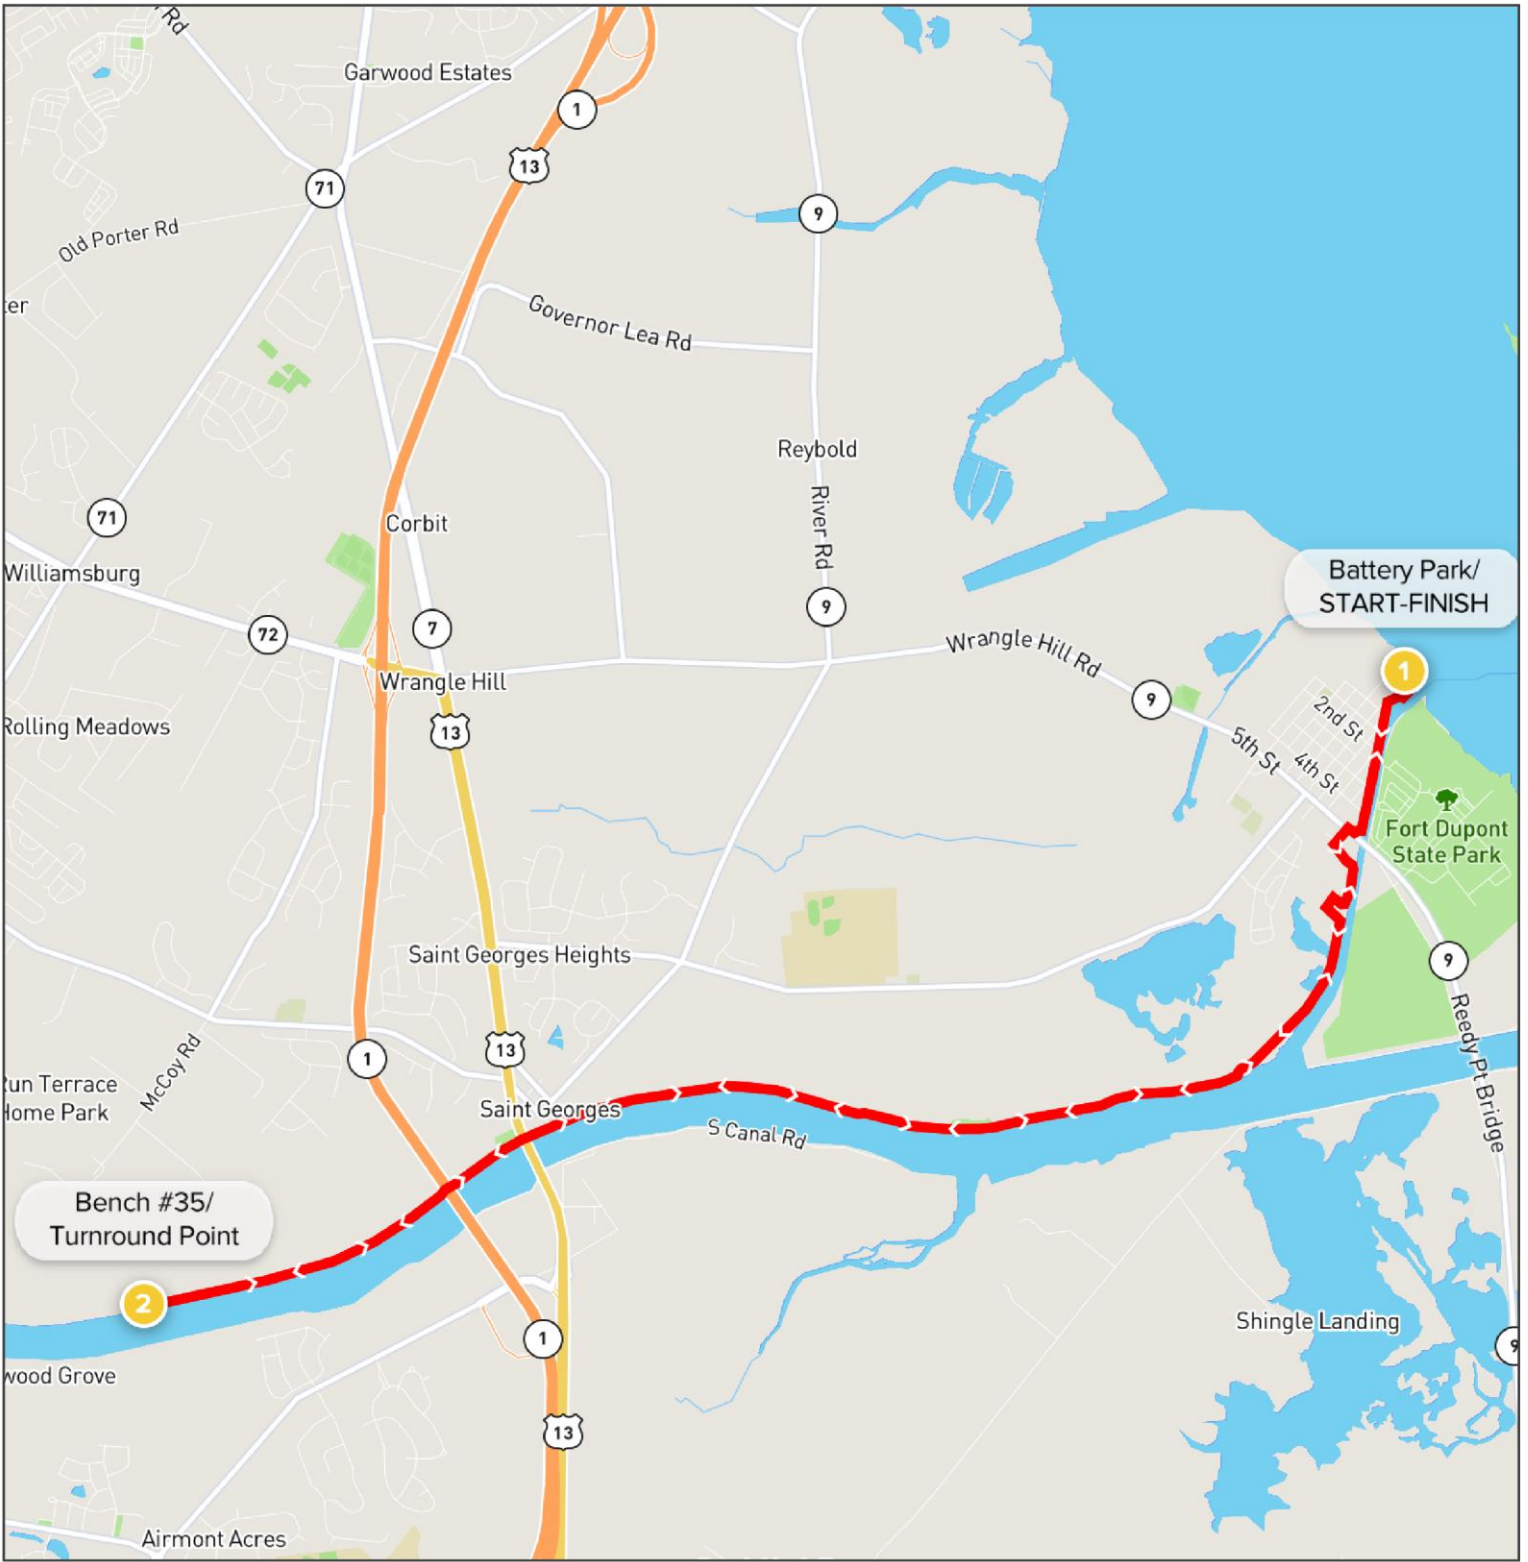 Rd
Garwood Estates
1
13
71
Old Porter Rd
9
ter
Governor Lea Rd
Reybold
River Rd
71
Corbit
Williamsburg
Battery Park/
START-FINISH
72
7
9
Wrangle Hill Rd
1
Wrangle Hill
9
2nd St
Rolling Meadows
13
5th St
4th St
Fort Dupont
State Park
Saint Georges Heights
9
Reedy Pt Bridge
13
1
McCoy Rd
Run Terrace
Home Park
Saint Georges
S Canal Rd
Bench #35/
Turnround Point
2
1
Shingle Landing
9
wood Grove
13
Airmont Acres